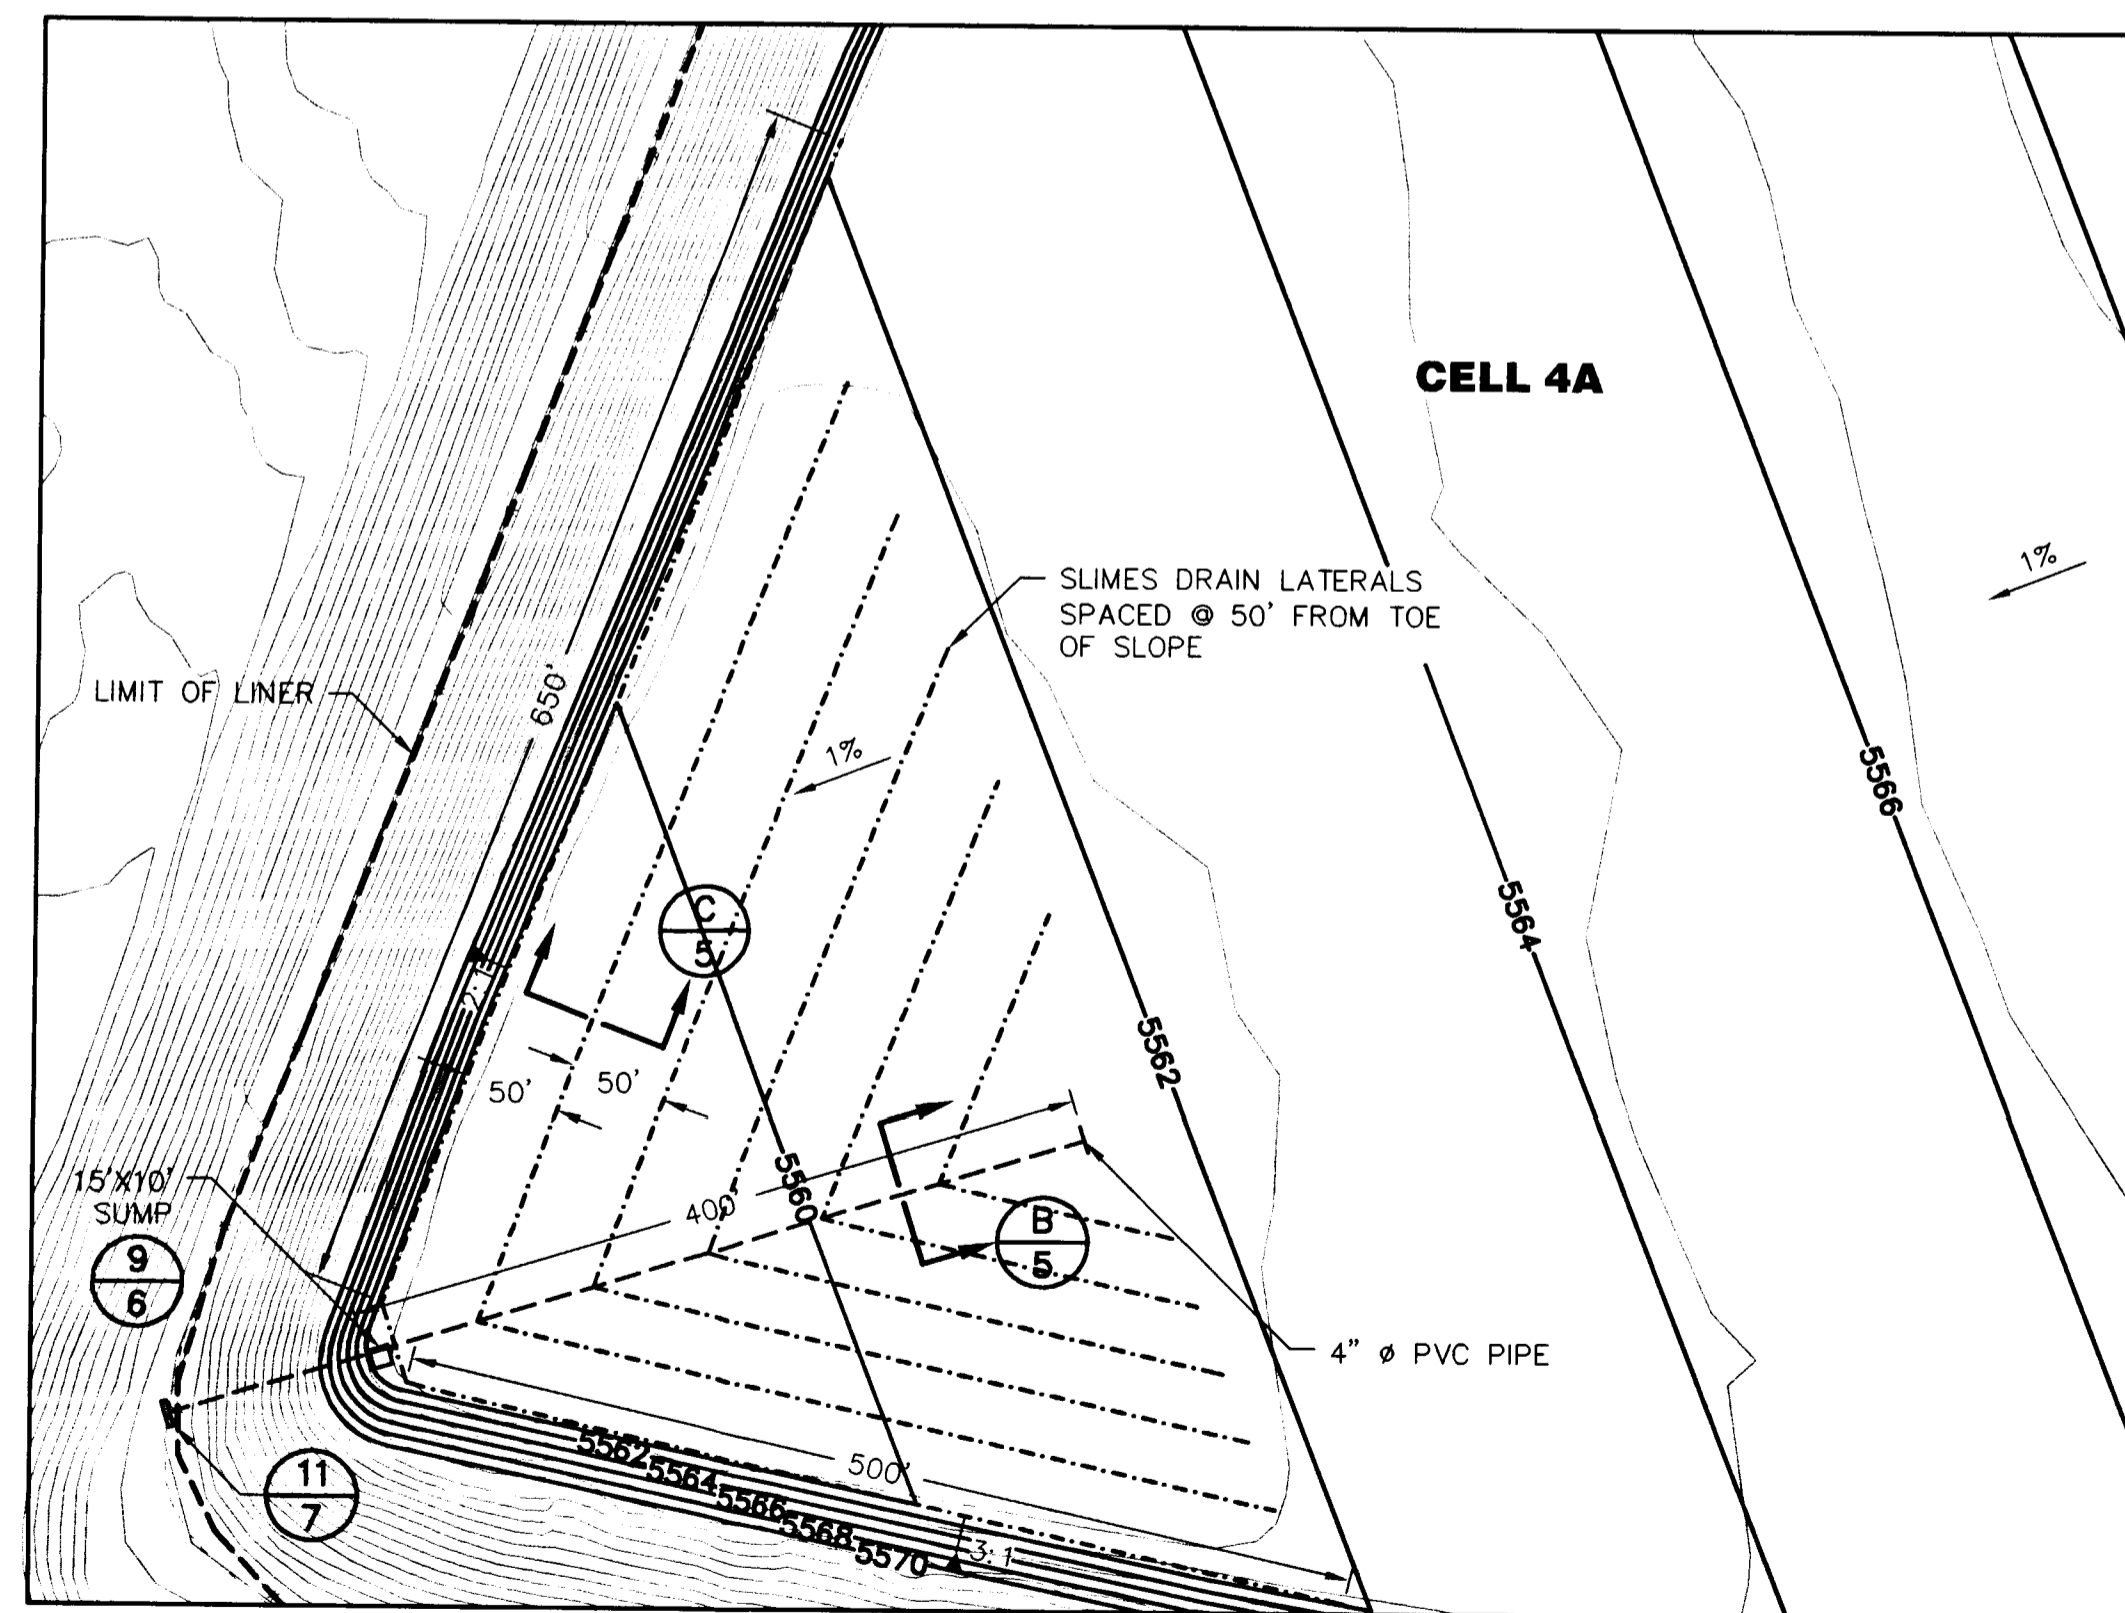 CELL 4A
1%
SLIMES DRAIN LATERALS
SPACED @ 50' FROM TOE
OF SLOPE
650'
LIMIT OF LINER
1%
5566
5564
C
5
2:1
5562
50'
50'
15'X10'
SUMP
5560
400'
B
5
9
6
4" ø PVC PIPE
5562
5564
5566
5568
5570
500'
11
7
3:1